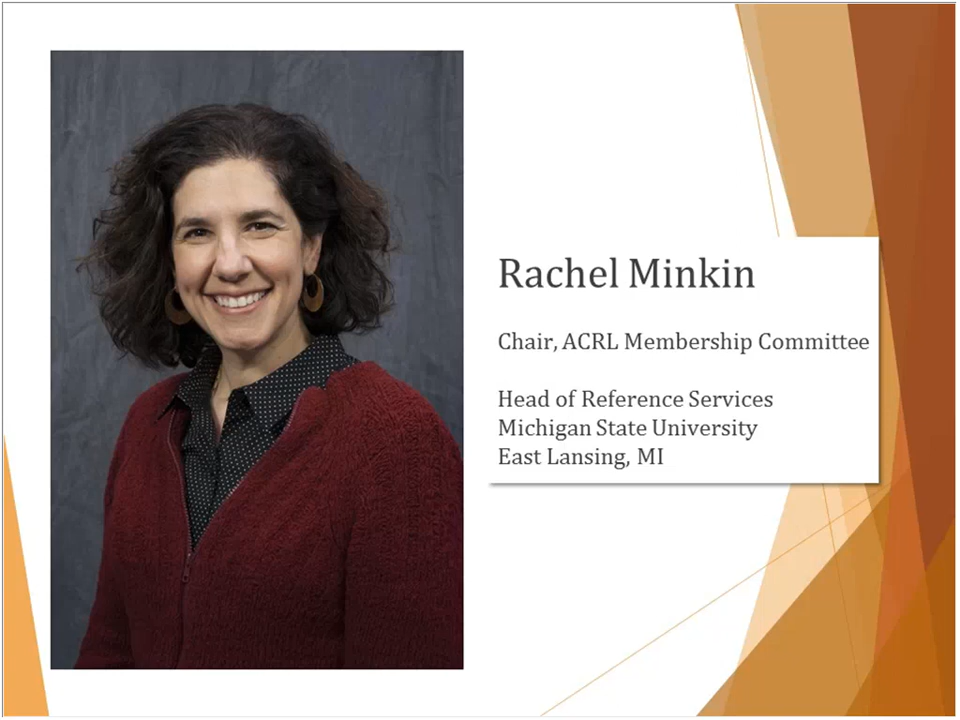 Rachel Minkin
Chair, ACRL Membership Committee
Head of Reference Services
Michigan State University
East Lansing, MI